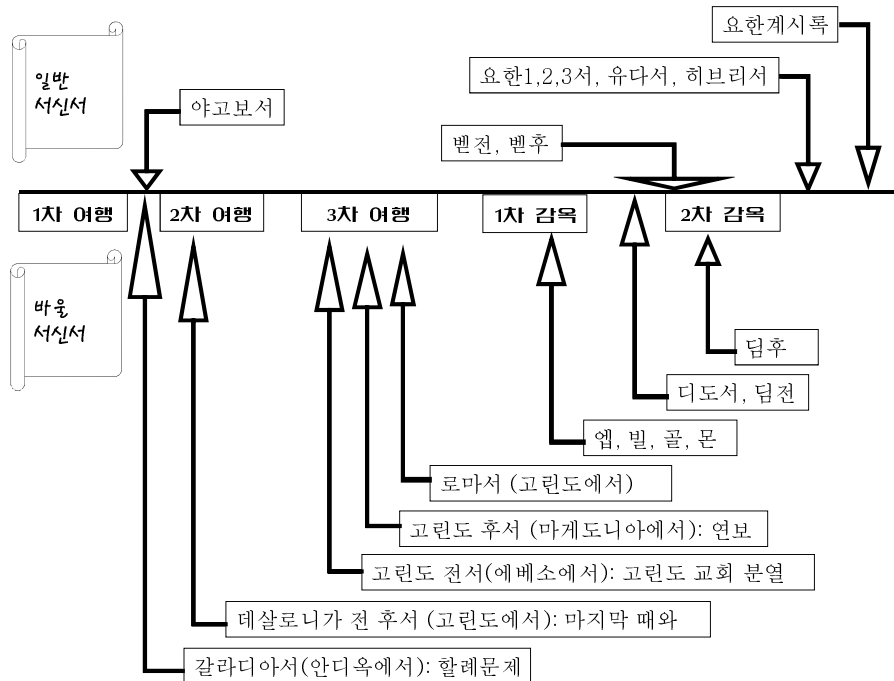 요한계시록
요한1,2,3서, 유다서, 히브리서
일반
서신서
야고보서
벧전, 벧후
1차 여행
2차 여행
3차 여행
1차 감옥
2차 감옥
바울
서신서
딤후
디도서, 딤전
엡, 빌, 골, 몬
로마서 (고린도에서)
고린도 후서 (마게도니아에서): 연보
고린도 전서(에베소에서): 고린도 교회 분열
데살로니가 전 후서 (고린도에서): 마지막 때와
갈라디아서(안디옥에서): 할례문제